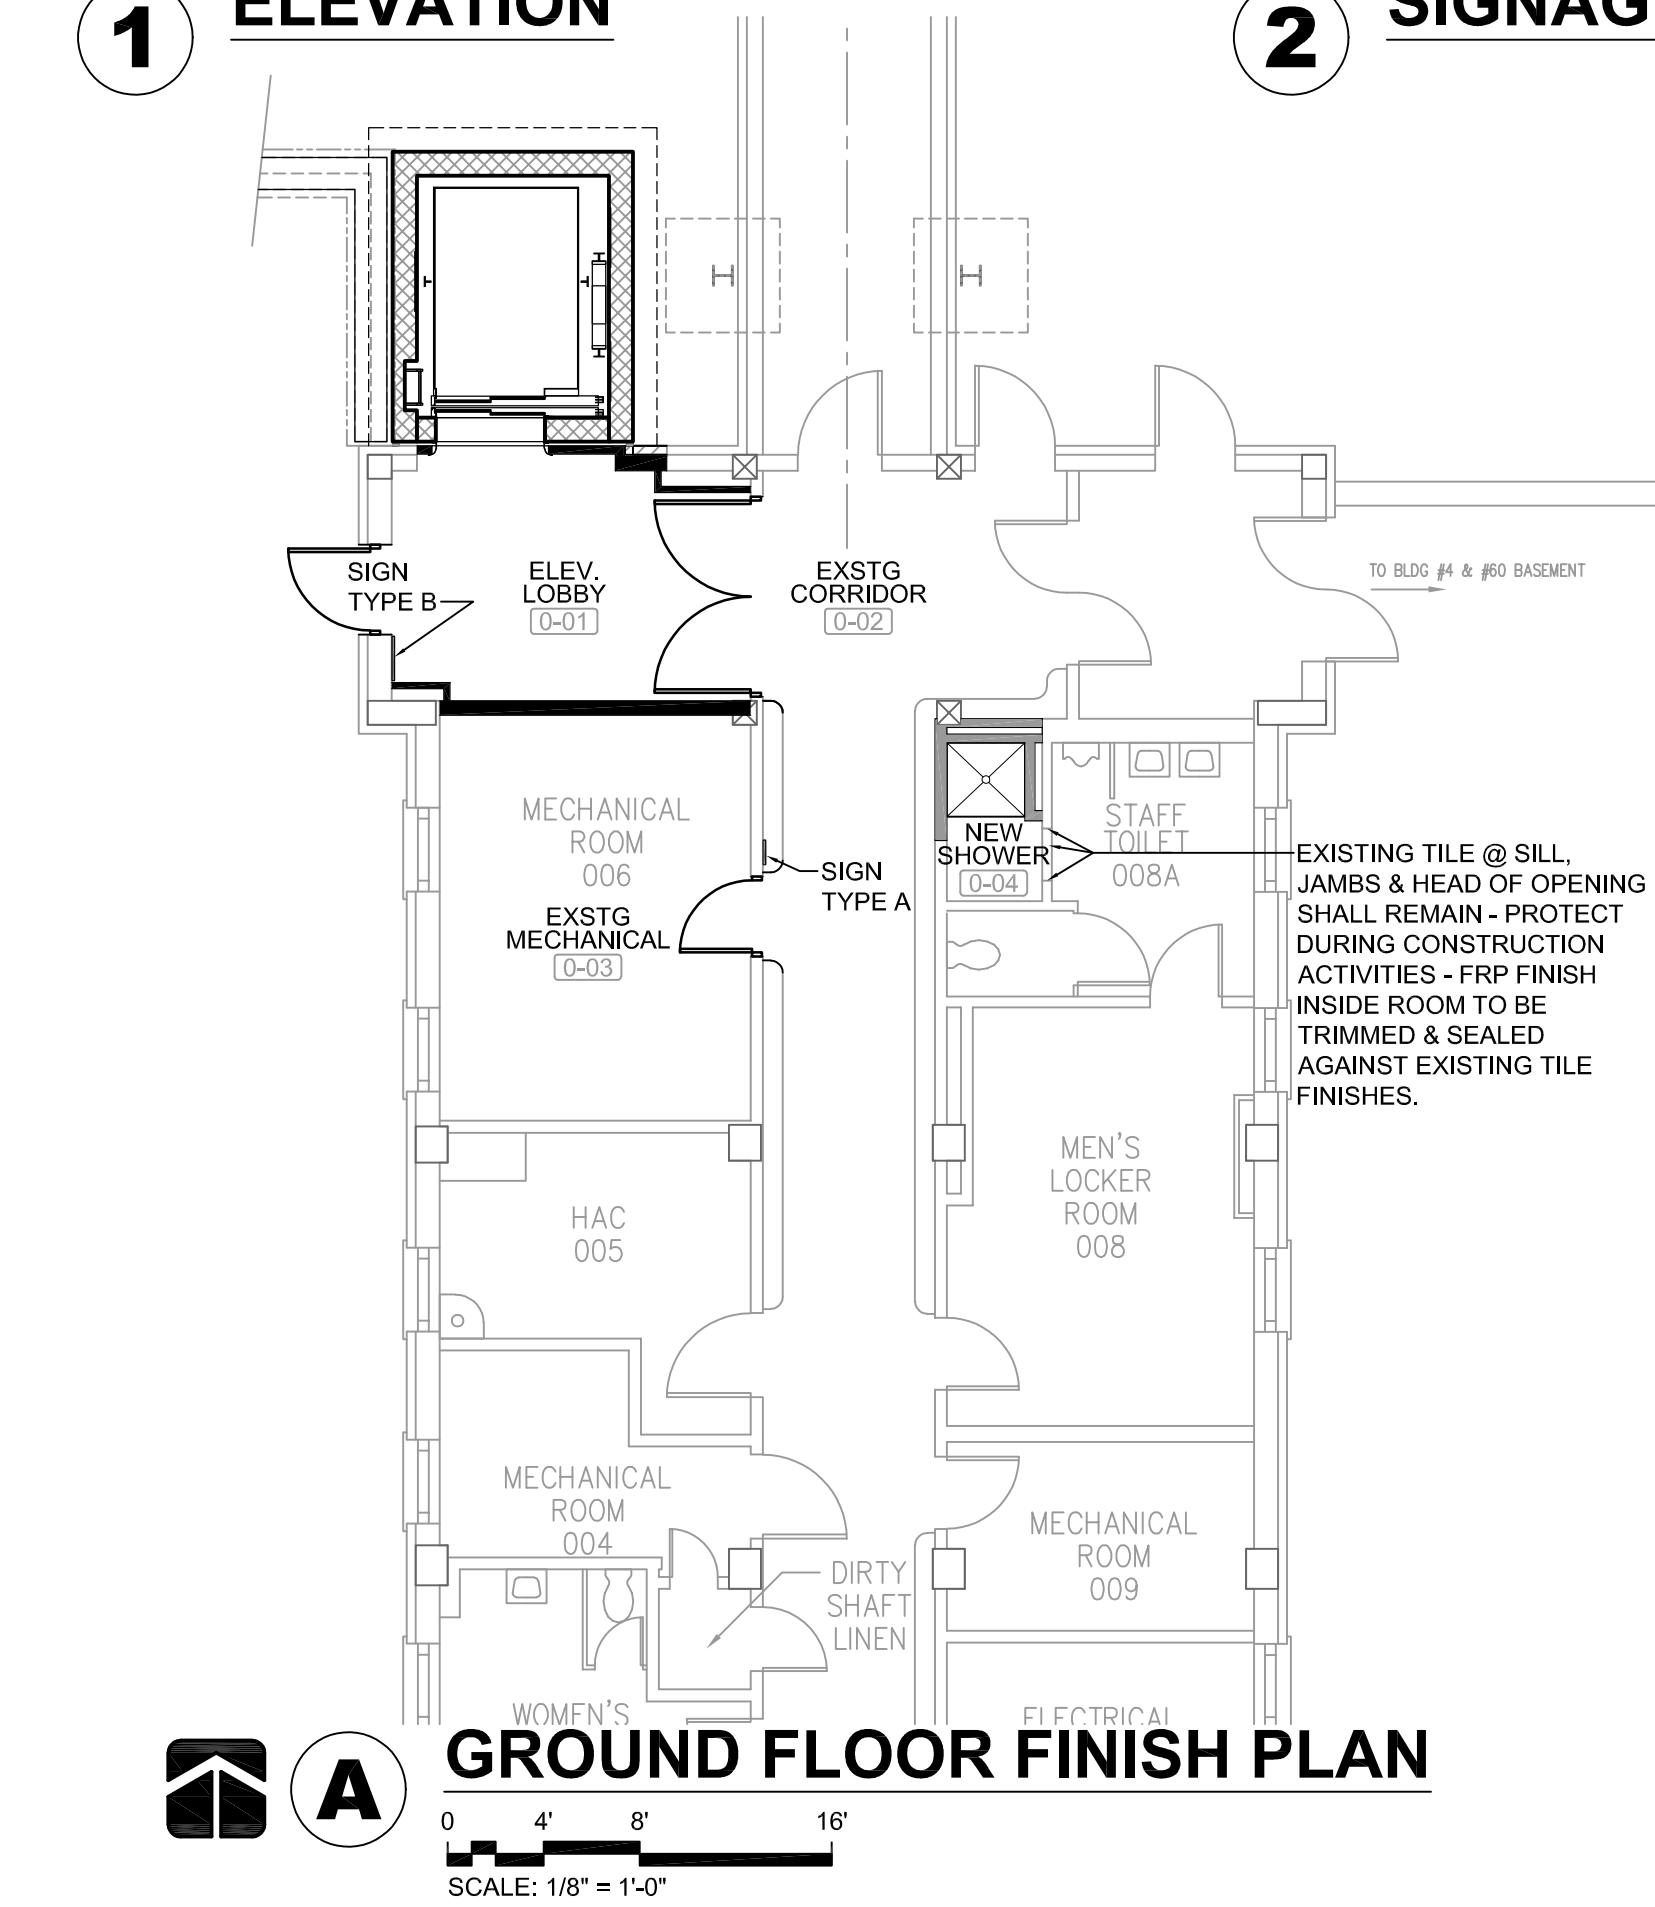 1
ELEVATION
2
SIGNAG
SIGN
TYPE B
ELEV.
LOBBY
0-01
EXSTG
CORRIDOR
0-02
TO BLDG #4 & #60 BASEMENT
MECHANICAL
ROOM
006
EXSTG
MECHANICAL
0-03
SIGN
TYPE A
NEW
SHOWER
0-04
STAFF
TOILET
008A
EXISTING TILE @ SILL,
JAMBS & HEAD OF OPENING
SHALL REMAIN - PROTECT
DURING CONSTRUCTION
ACTIVITIES - FRP FINISH
INSIDE ROOM TO BE
TRIMMED & SEALED
AGAINST EXISTING TILE
FINISHES.
HAC
005
MEN'S
LOCKER
ROOM
008
MECHANICAL
ROOM
004
DIRTY
SHAFT
LINEN
MECHANICAL
ROOM
009
WOMEN'S
ELECTRICAL
A
GROUND FLOOR FINISH PLAN
0 4' 8' 16'
SCALE: 1/8" = 1'-0"